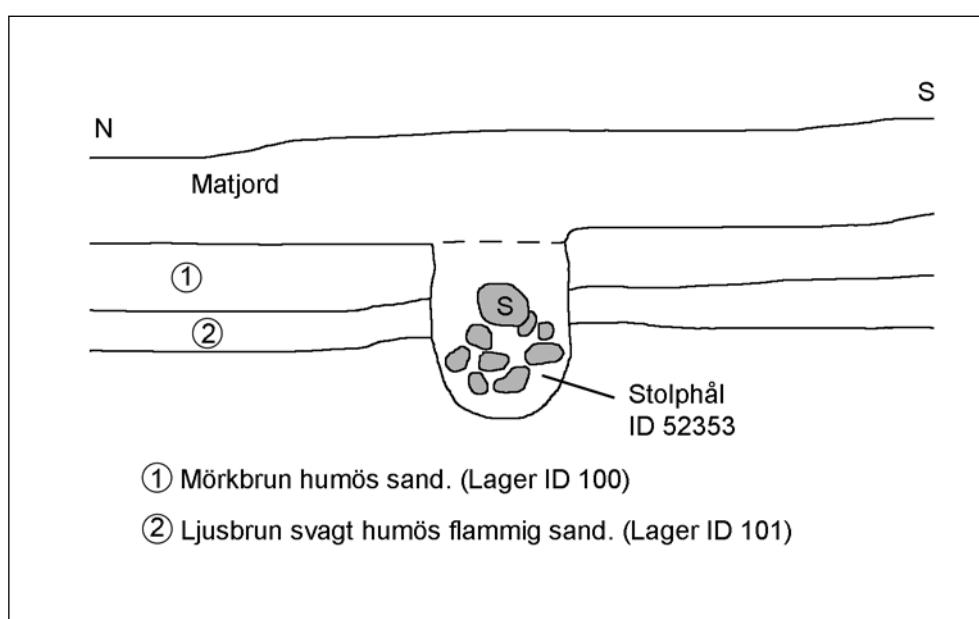 N
S
Matjord
1
2
S
Stolphål
ID 52353
1 Mörkbrun humös sand. (Lager ID 100)
2 Ljusbrun svagt humös flammig sand. (Lager ID 101)